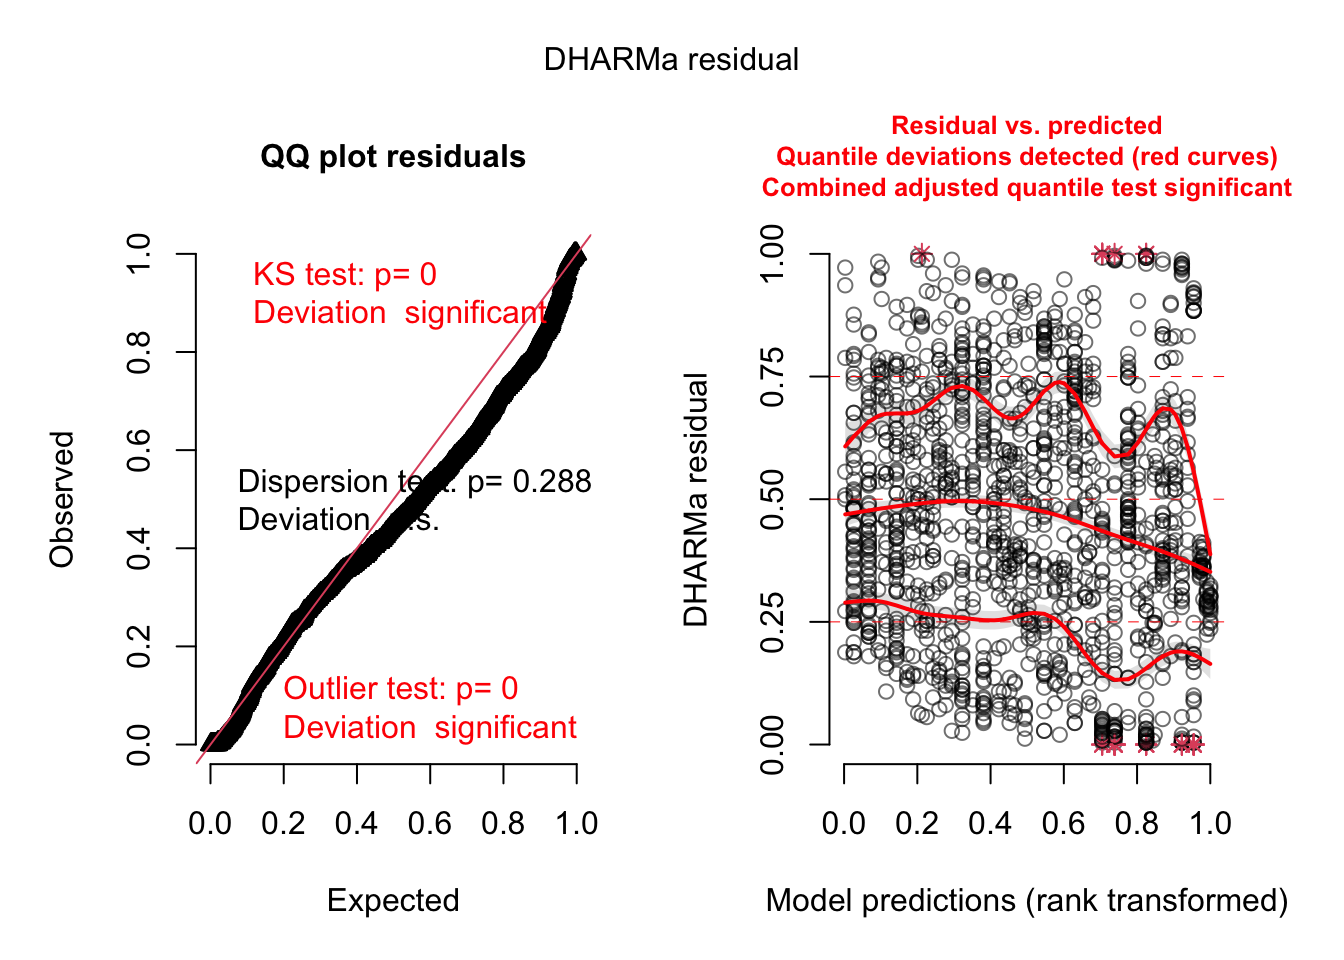 DHARMa residual
QQ plot residuals
KS test: p= 0
Deviation  significant
Dispersion test: p= 0.288
Deviation n.s.
Outlier test: p= 0
Deviation  significant
Observed
0.0
0.2
0.4
0.6
0.8
1.0
0.0 0.2 0.4 0.6 0.8 1.0
Expected
Residual vs. predicted
Quantile deviations detected (red curves)
Combined adjusted quantile test significant
DHARMa residual
0.00
0.25
0.50
0.75
1.00
0.0 0.2 0.4 0.6 0.8 1.0
Model predictions (rank transformed)